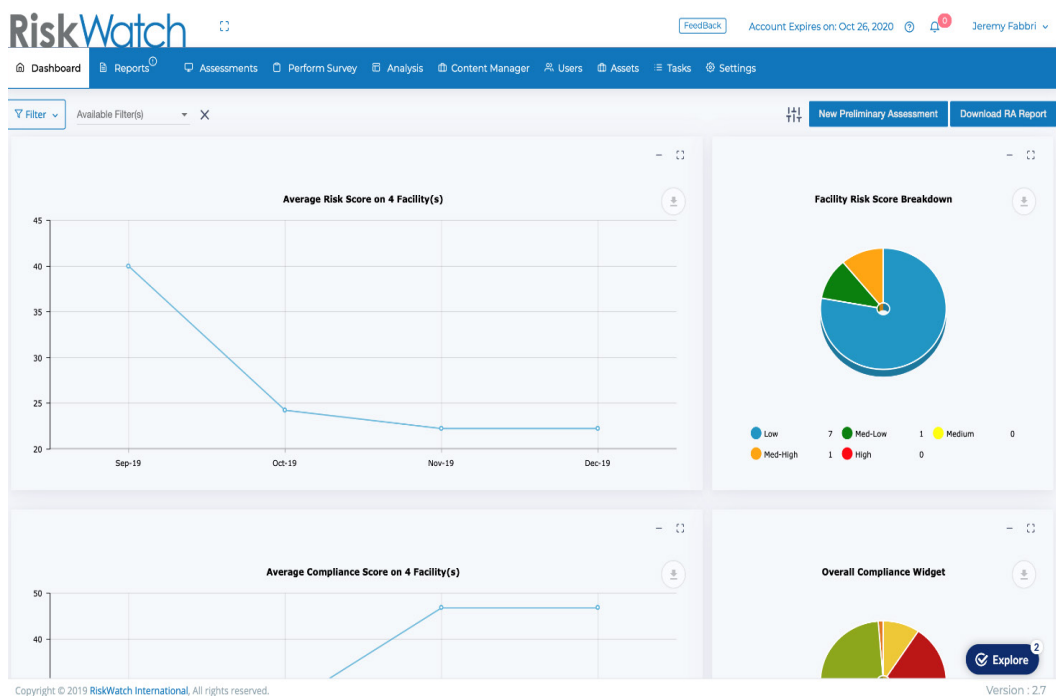 RiskWatch
FeedBack
Account Expires on: Oct 26, 2020
0
Jeremy Fabbri
Dashboard
Reports
Assessments
Perform Survey
Analysis
Content Manager
Users
Assets
Tasks
Settings
Filter
Available Filter(s)
New Preliminary Assessment
Download RA Report
Average Risk Score on 4 Facility(s)
45
40
35
30
25
20
Sep-19 Oct-19 Nov-19 Dec-19
Facility Risk Score Breakdown
Low 7 Med-Low 1 Medium 0
Med-High 1 High 0
Average Compliance Score on 4 Facility(s)
50
40
Overall Compliance Widget
Explore
2
Copyright © 2019 RiskWatch International, All rights reserved.
Version : 2.7